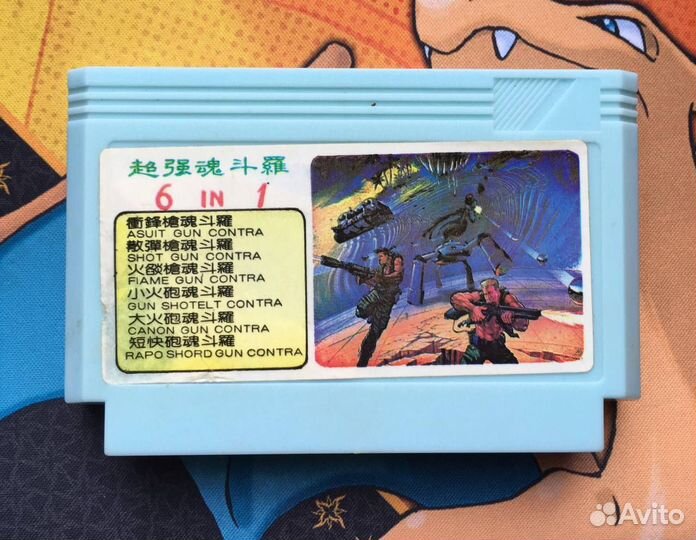 超强魂斗羅
6 IN 1
衝鋒槍魂斗羅
ASUIT GUN CONTRA
散彈槍魂斗羅
SHOT GUN CONTRA
火燄槍魂斗羅
FIAME GUN CONTRA
小火砲魂斗羅
GUN SHOTELT CONTRA
大火砲魂斗羅
CANON GUN CONTRA
短快砲魂斗羅
RAPO SHORD GUN CONTRA
Avito